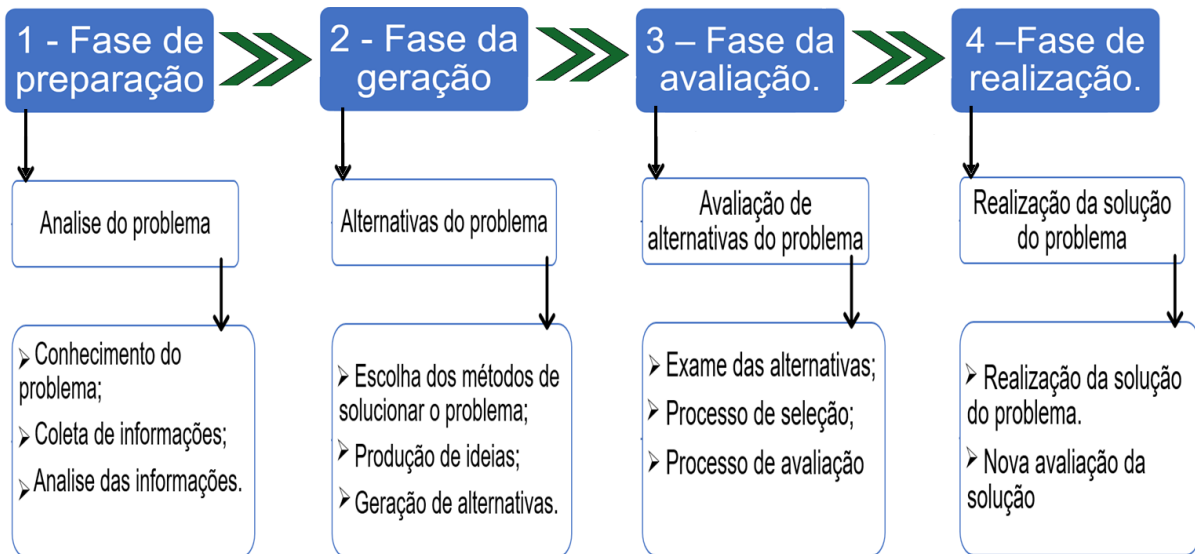 1 - Fase de
preparação
2 - Fase da
geração
3 – Fase da
avaliação.
4 –Fase de
realização.
Analise do problema
Alternativas do problema
Avaliação de
alternativas do problema
Realização da solução
do problema
➢ Conhecimento do
problema;
➢ Coleta de informações;
➢ Analise das informações.
➢ Escolha dos métodos de
solucionar o problema;
➢ Produção de ideias;
➢ Geração de alternativas.
➢ Exame das alternativas;
➢ Processo de seleção;
➢ Processo de avaliação
➢ Realização da solução
do problema.
➢ Nova avaliação da
solução